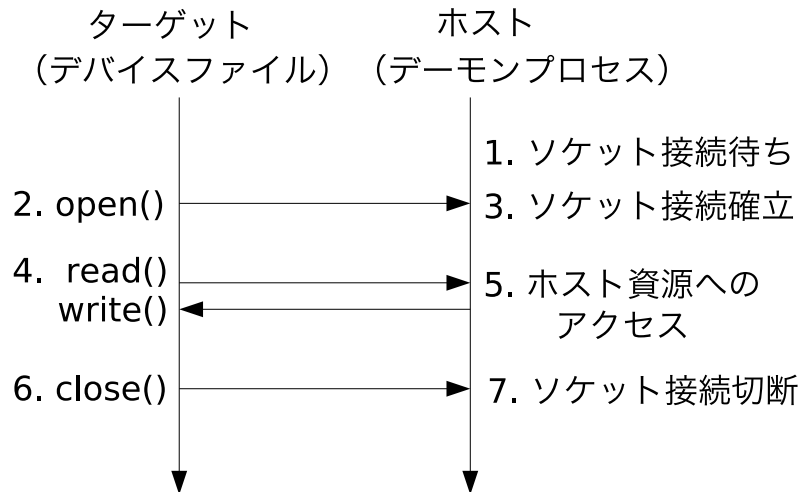 ターゲット
（デバイスファイル）
ホスト
（デーモンプロセス）
1. ソケット接続待ち
2. open()
3. ソケット接続確立
4. read()
write()
5. ホスト資源への
アクセス
6. close()
7. ソケット接続切断